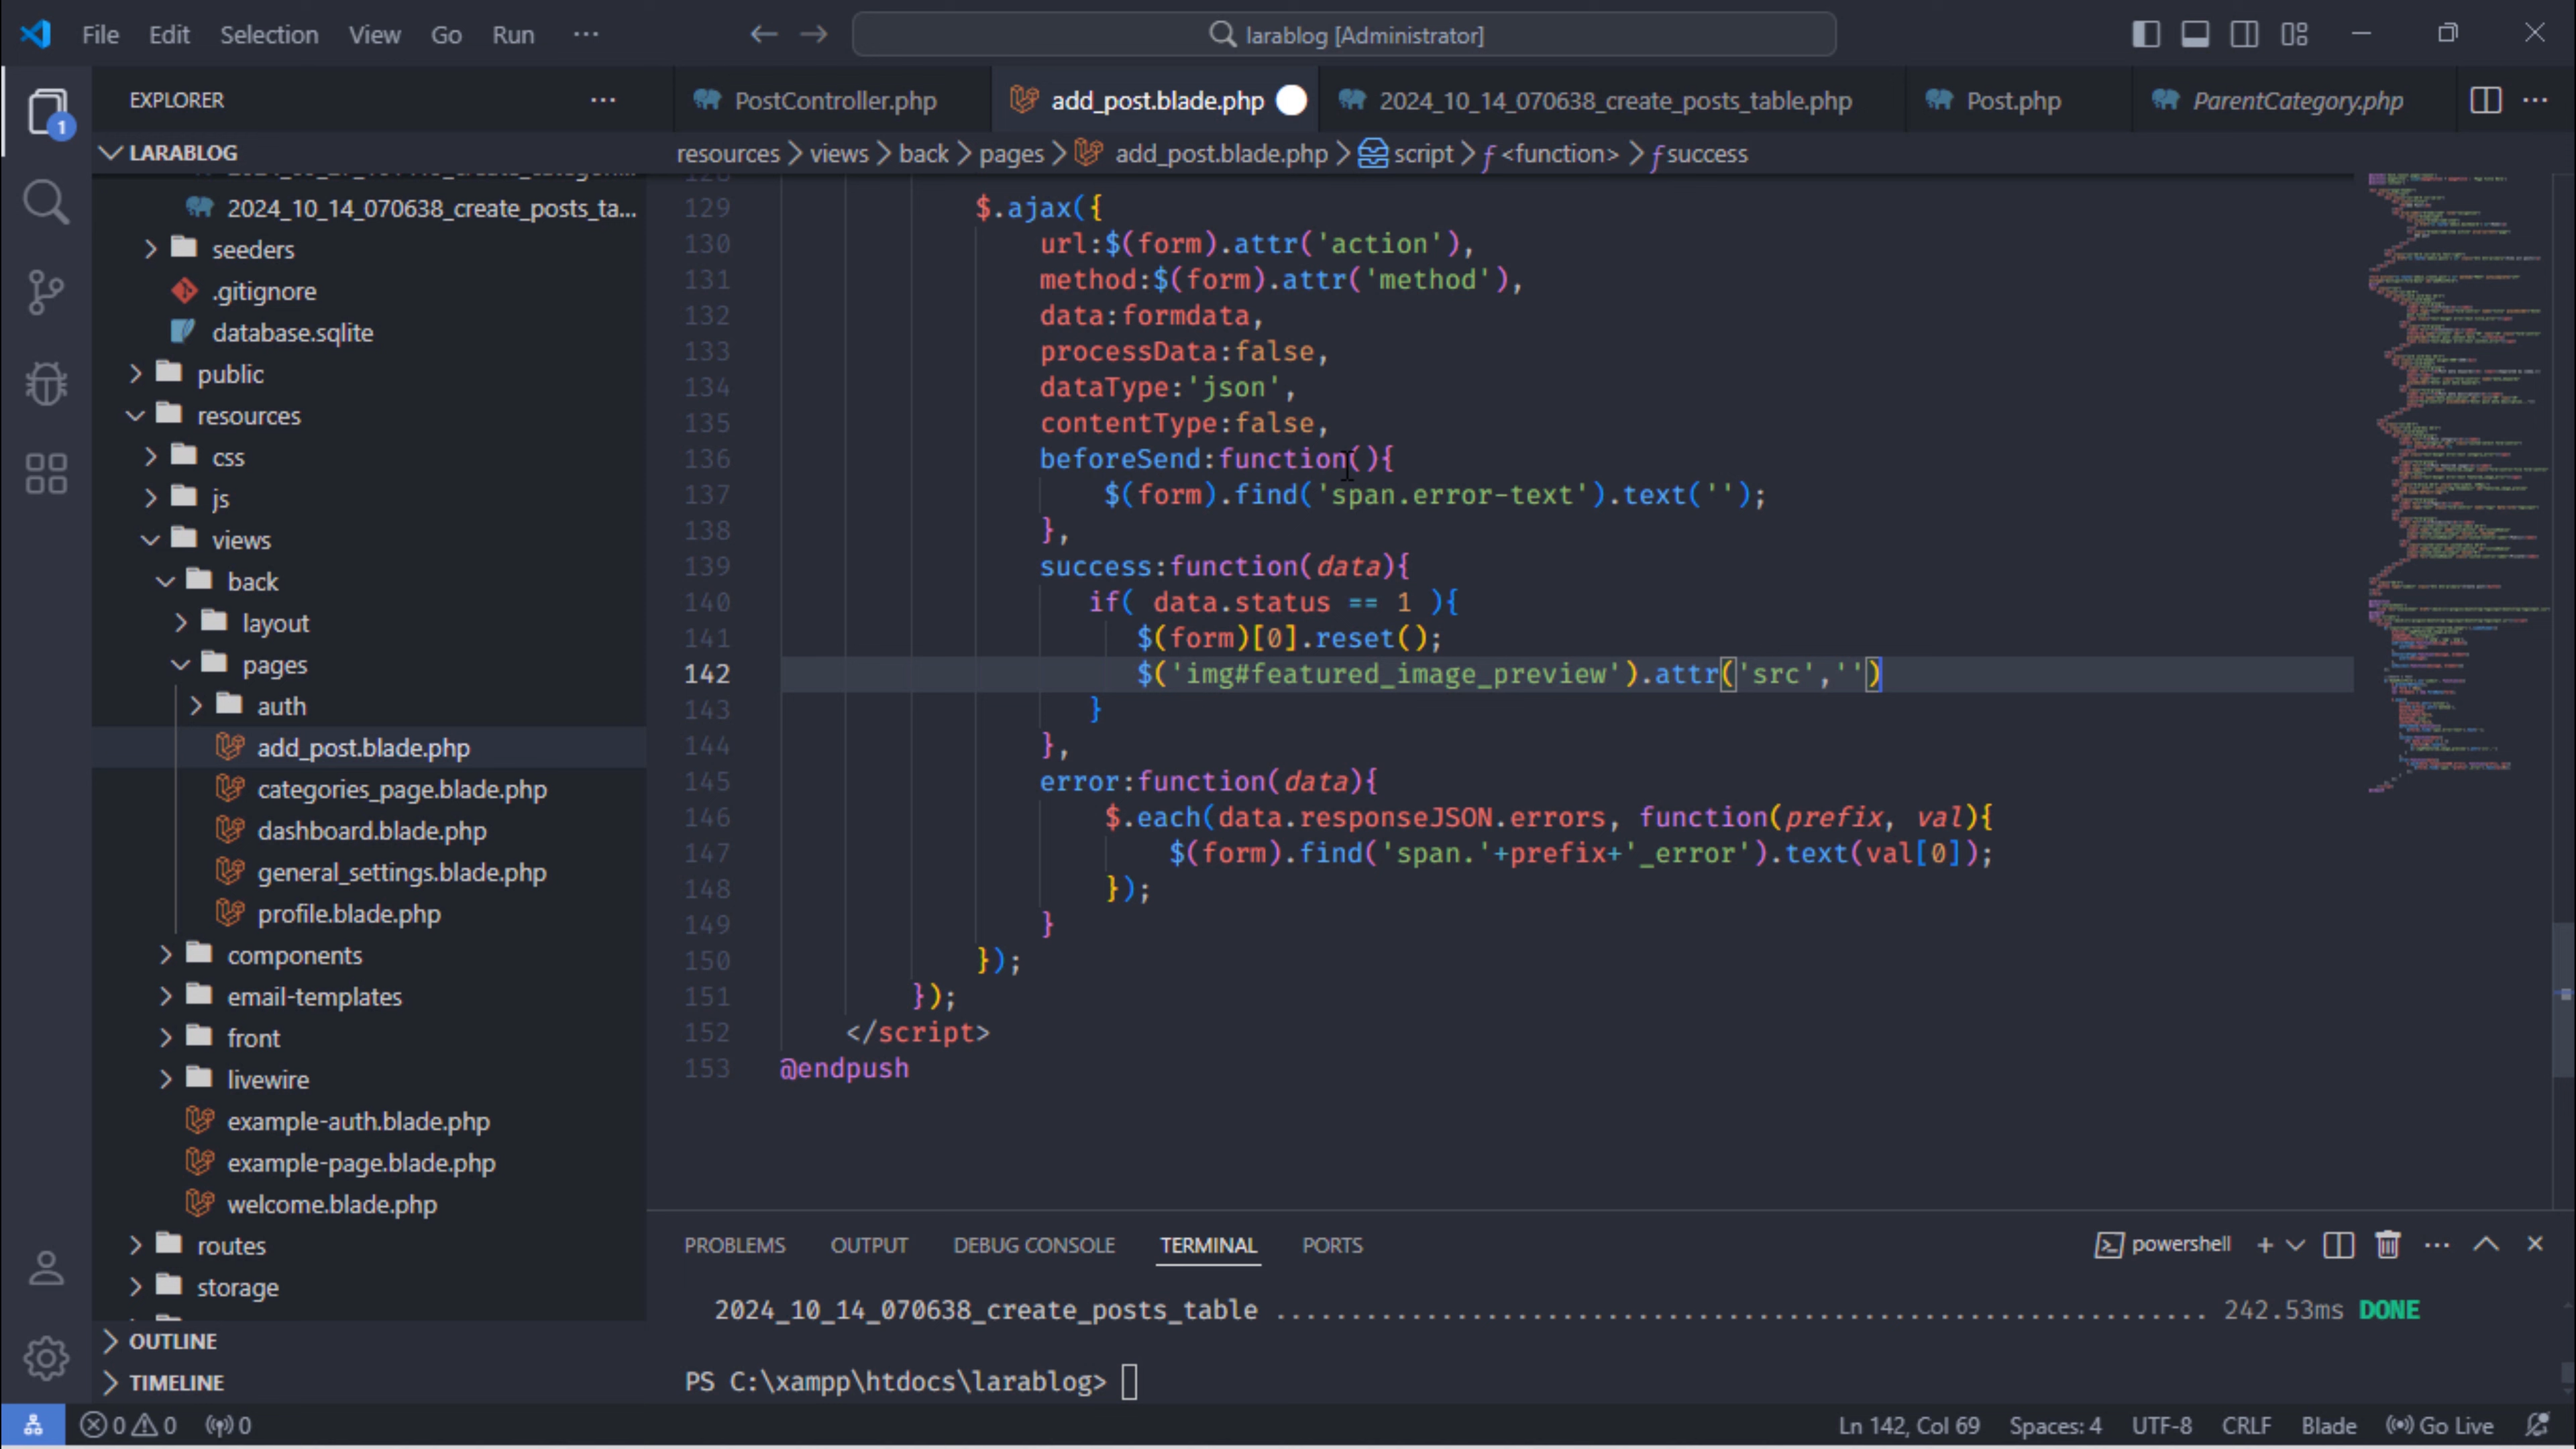 File Edit Selection View Go Run ··· larablog [Administrator]
EXPLORER ···
PostController.php add_post.blade.php 2024_10_14_070638_create_posts_table.php Post.php ParentCategory.php ···
LARABLOG
resources > views > back > pages > add_post.blade.php > script > <function> > success
2024_10_14_070638_create_posts_ta...
seeders
.gitignore
database.sqlite
public
resources
css
js
views
back
layout
pages
auth
add_post.blade.php
categories_page.blade.php
dashboard.blade.php
general_settings.blade.php
profile.blade.php
components
email-templates
front
livewire
example-auth.blade.php
example-page.blade.php
welcome.blade.php
routes
storage
OUTLINE
TIMELINE
1
129 $.ajax({
130 url:$(form).attr('action'),
131 method:$(form).attr('method'),
132 data:formdata,
133 processData:false,
134 dataType:'json',
135 contentType:false,
136 beforeSend:function(){
137 $(form).find('span.error-text').text('');
138 },
139 success:function(data){
140 if( data.status == 1 ){
141 $(form)[0].reset();
142 $('img#featured_image_preview').attr('src','')
143 }
144 },
145 error:function(data){
146 $.each(data.responseJSON.errors, function(prefix, val){
147 $(form).find('span.'+prefix+'_error').text(val[0]);
148 });
149 }
150 });
151 });
152 </script>
153 @endpush
PROBLEMS OUTPUT DEBUG CONSOLE TERMINAL PORTS powershell
2024_10_14_070638_create_posts_table ........................................................... 242.53ms DONE
PS C:\xampp\htdocs\larablog>
0 0 0 Ln 142, Col 69 Spaces: 4 UTF-8 CRLF Blade Go Live